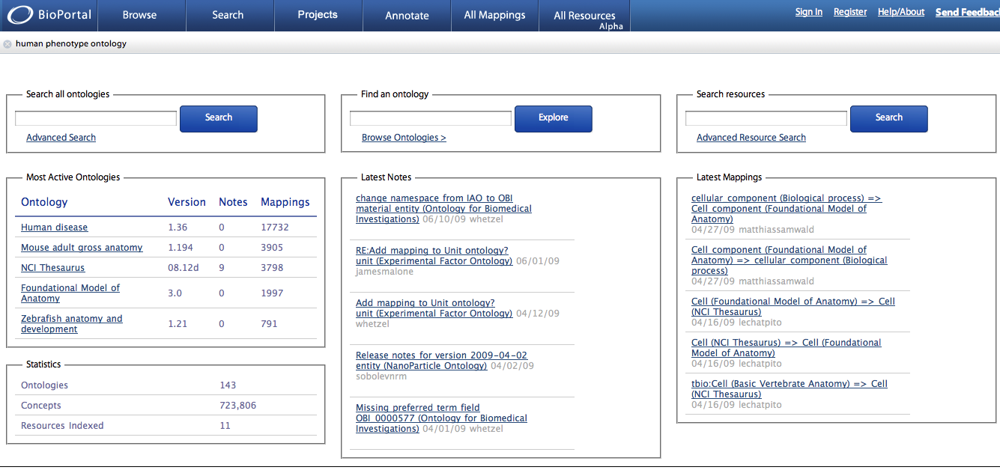 BioPortal Browse Search Projects Annotate All Mappings All Resources Alpha Sign In Register Help/About Send Feedbac
human phenotype ontology
Search all ontologies
Search
Advanced Search
Find an ontology
Explore
Browse Ontologies >
Search resources
Search
Advanced Resource Search
Most Active Ontologies
Ontology Version Notes Mappings
Human disease 1.36 0 17732
Mouse adult gross anatomy 1.194 0 3905
NCI Thesaurus 08.12d 9 3798
Foundational Model of
Anatomy 3.0 0 1997
Zebrafish anatomy and
development 1.21 0 791
Statistics
Ontologies 143
Concepts 723,806
Resources Indexed 11
Latest Notes
change namespace from IAO to OBI
material entity (Ontology for Biomedical
Investigations) 06/10/09 whetzel
RE:Add mapping to Unit ontology?
unit (Experimental Factor Ontology) 06/01/09
jamesmalone
Add mapping to Unit ontology?
unit (Experimental Factor Ontology) 04/12/09
whetzel
Release notes for version 2009-04-02
entity (NanoParticle Ontology) 04/02/09
sobolevnrm
Missing preferred term field
OBI_0000577 (Ontology for Biomedical
Investigations) 04/01/09 whetzel
Latest Mappings
cellular_component (Biological process) =>
Cell component (Foundational Model of
Anatomy)
04/27/09 matthiassamwald
Cell component (Foundational Model of
Anatomy) => cellular_component (Biological
process)
04/27/09 matthiassamwald
Cell (Foundational Model of Anatomy) => Cell
(NCI Thesaurus)
04/16/09 lechatpito
Cell (NCI Thesaurus) => Cell (Foundational
Model of Anatomy)
04/16/09 lechatpito
tbio:Cell (Basic Vertebrate Anatomy) => Cell
(NCI Thesaurus)
04/16/09 lechatpito